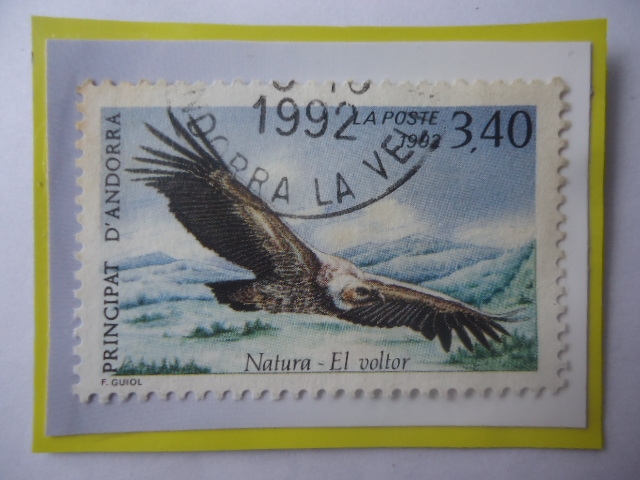 1992
ANDORRA LA VE
LA POSTE
1992
3,40
PRINCIPAT D'ANDORRA
Natura - El voltor
F. GUIOL